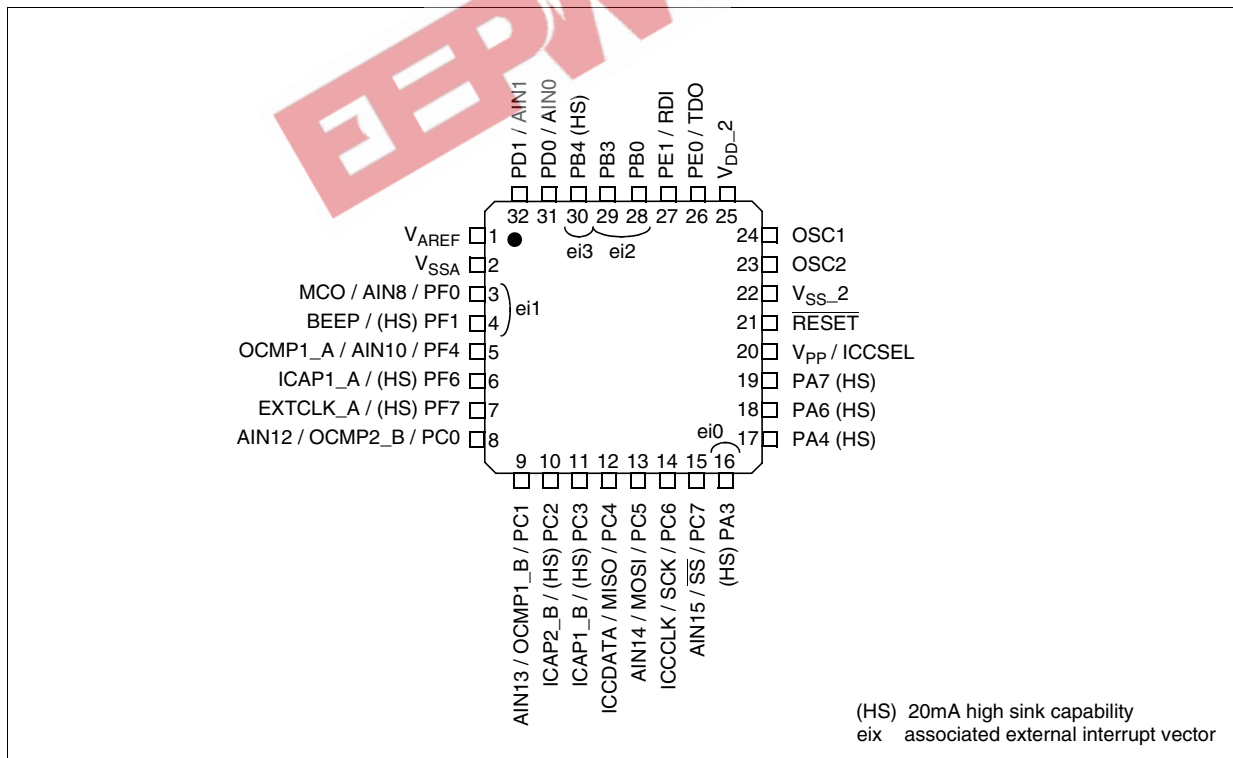 EEPW
PD1 / AIN1
PD0 / AIN0
PB4 (HS)
PB3
PB0
PE1 / RDI
PE0 / TDO
VDD_2
32 31 30 29 28 27 26 25
ei3 ei2
VAREF 1
VSSA 2
MCO / AIN8 / PF0 3
BEEP / (HS) PF1 4
ei1
OCMP1_A / AIN10 / PF4 5
ICAP1_A / (HS) PF6 6
EXTCLK_A / (HS) PF7 7
AIN12 / OCMP2_B / PC0 8
24 OSC1
23 OSC2
22 VSS_2
21 RESET
20 VPP / ICCSEL
19 PA7 (HS)
18 PA6 (HS)
17 PA4 (HS)
ei0
9 10 11 12 13 14 15 16
AIN13 / OCMP1_B / PC1
ICAP2_B / (HS) PC2
ICAP1_B / (HS) PC3
ICCDATA / MISO / PC4
AIN14 / MOSI / PC5
ICCCLK / SCK / PC6
AIN15 / SS / PC7
(HS) PA3
(HS) 20mA high sink capability
eix associated external interrupt vector